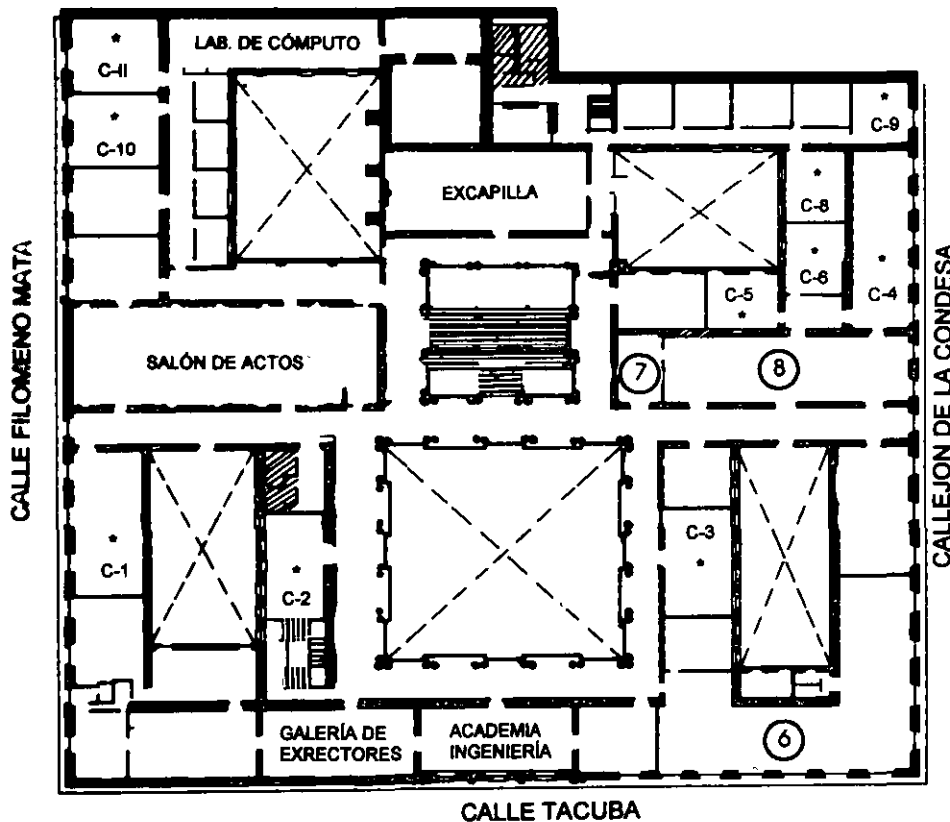 LAB. DE CÓMPUTO
*
C-II
*
C-10
*
C-9
EXCAPILLA
*
C-8
*
C-6
*
C-4
C-5
*
CALLE FILOMENO MATA
SALÓN DE ACTOS
7
8
CALLEJON DE LA CONDESA
*
C-1
*
C-2
C-3
*
GALERÍA DE
EXRECTORES
ACADEMIA
INGENIERÍA
6
CALLE TACUBA